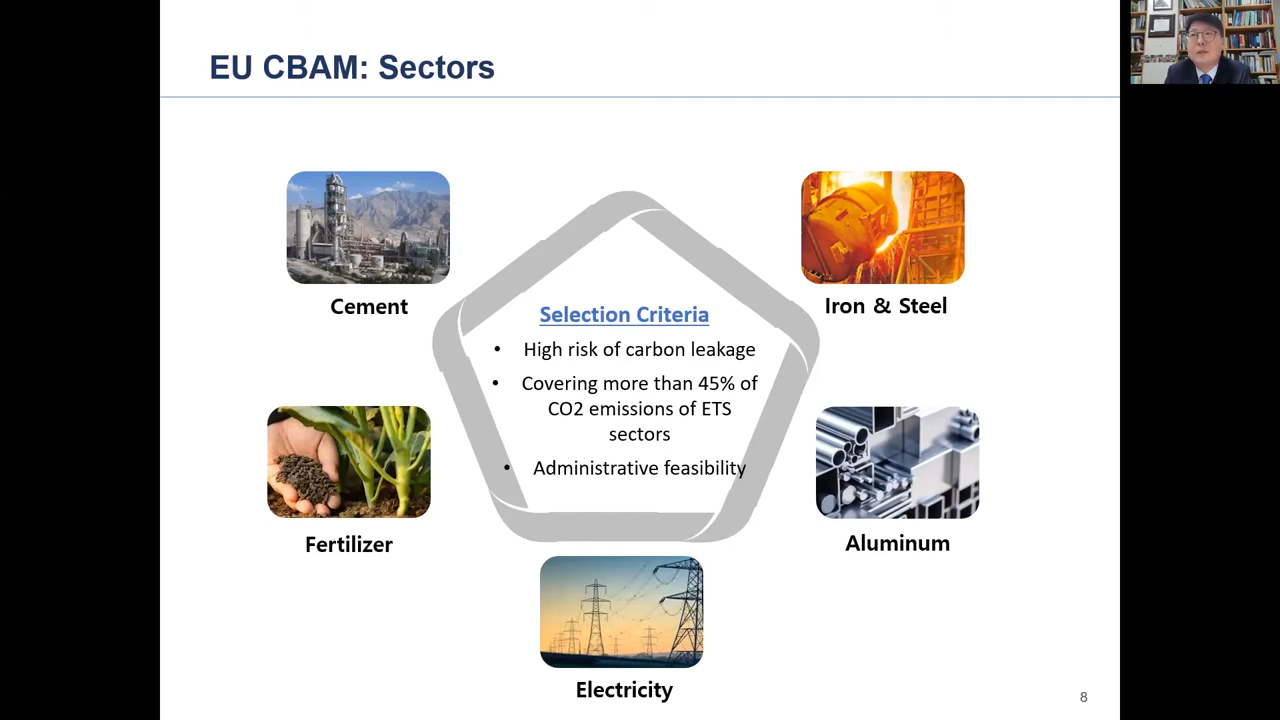 EU CBAM: Sectors
Cement
Iron & Steel
Selection Criteria
• High risk of carbon leakage
• Covering more than 45% of
CO2 emissions of ETS
sectors
• Administrative feasibility
Fertilizer
Aluminum
Electricity
8